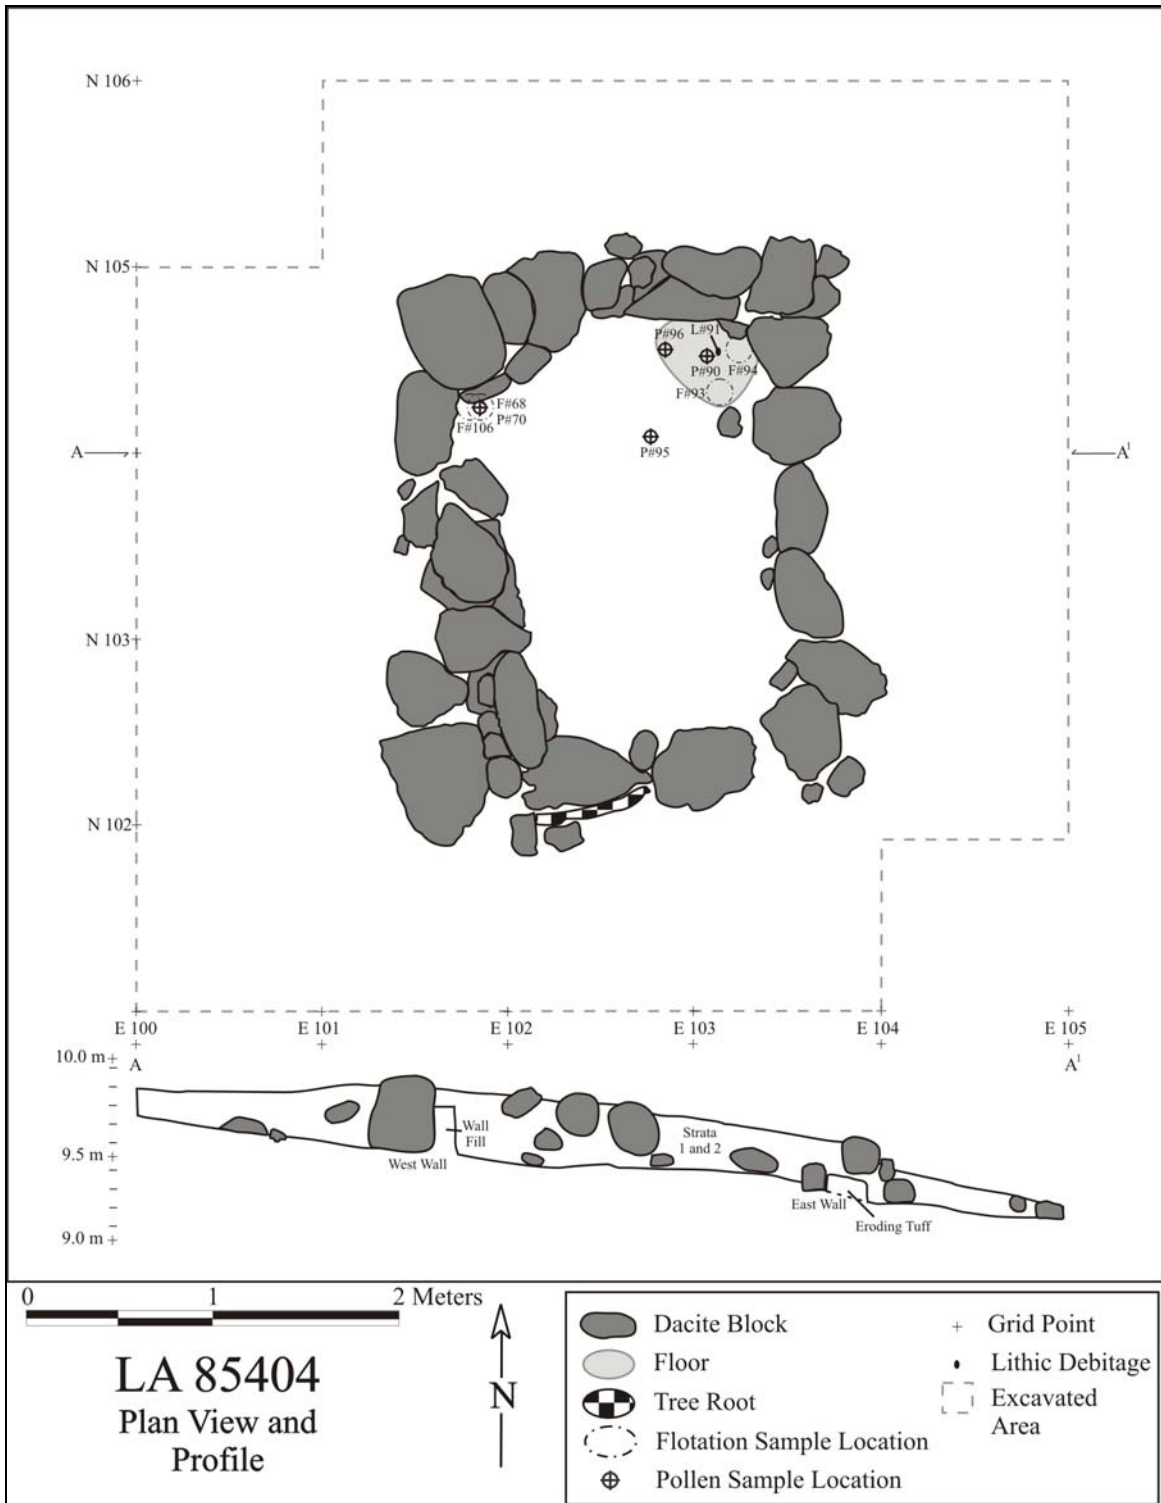 N 106
N 105
P#96 L#91
P#90 F#94
F#93
F#68
P#70
F#106
P#95
A A¹
N 103
N 102
E 100 E 101 E 102 E 103 E 104 E 105
A A¹
10.0 m
9.5 m
9.0 m
West Wall
Wall
Fill
Strata
1 and 2
East Wall
Eroding Tuff
0 1 2 Meters
LA 85404
Plan View and
Profile
N
Dacite Block
Floor
Tree Root
Flotation Sample Location
Pollen Sample Location
Grid Point
Lithic Debitage
Excavated
Area